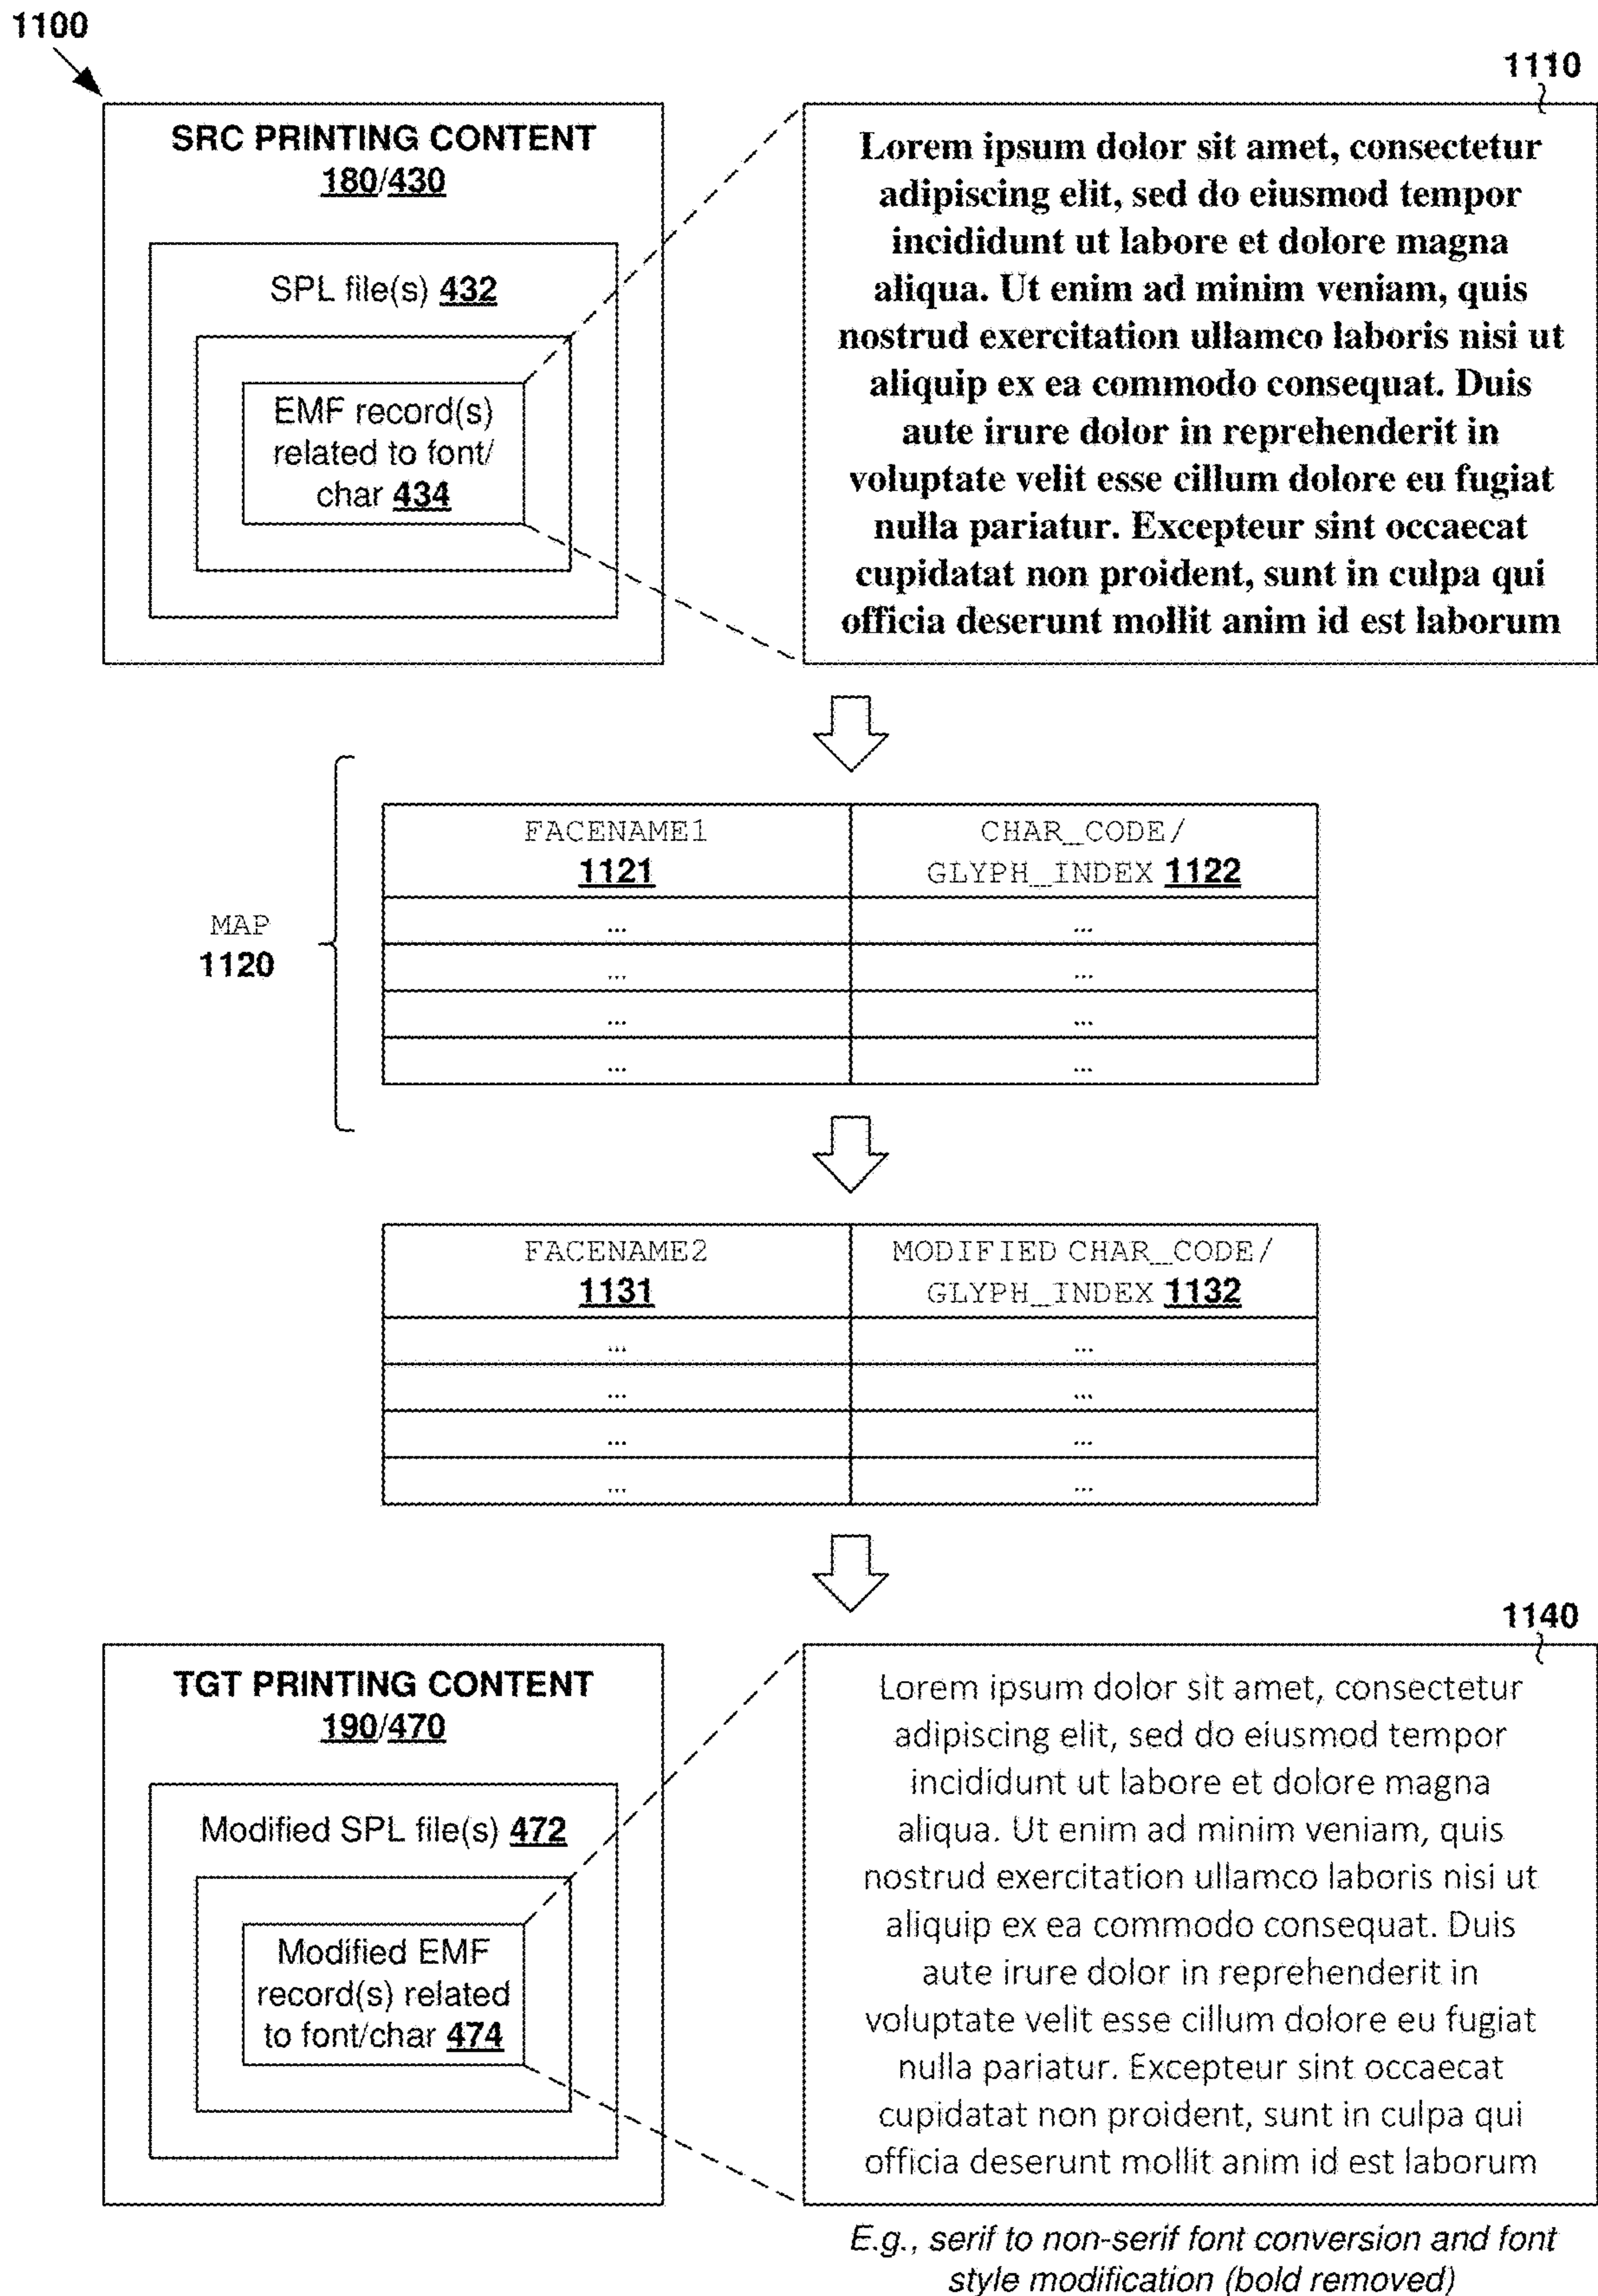 1100
1110
SRC PRINTING CONTENT
180/430
SPL file(s) 432
EMF record(s)
related to font/
char 434
Lorem ipsum dolor sit amet, consectetur
adipiscing elit, sed do eiusmod tempor
incididunt ut labore et dolore magna
aliqua. Ut enim ad minim veniam, quis
nostrud exercitation ullamco laboris nisi ut
aliquip ex ea commodo consequat. Duis
aute irure dolor in reprehenderit in
voluptate velit esse cillum dolore eu fugiat
nulla pariatur. Excepteur sint occaecat
cupidatat non proident, sunt in culpa qui
officia deserunt mollit anim id est laborum
MAP
1120
FACENAME1
1121
CHAR_CODE/
GLYPH_INDEX 1122
... ...
... ...
... ...
... ...
FACENAME2
1131
MODIFIED CHAR_CODE/
GLYPH_INDEX 1132
... ...
... ...
... ...
... ...
1140
TGT PRINTING CONTENT
190/470
Modified SPL file(s) 472
Modified EMF
record(s) related
to font/char 474
Lorem ipsum dolor sit amet, consectetur
adipiscing elit, sed do eiusmod tempor
incididunt ut labore et dolore magna
aliqua. Ut enim ad minim veniam, quis
nostrud exercitation ullamco laboris nisi ut
aliquip ex ea commodo consequat. Duis
aute irure dolor in reprehenderit in
voluptate velit esse cillum dolore eu fugiat
nulla pariatur. Excepteur sint occaecat
cupidatat non proident, sunt in culpa qui
officia deserunt mollit anim id est laborum
E.g., serif to non-serif font conversion and font
style modification (bold removed)